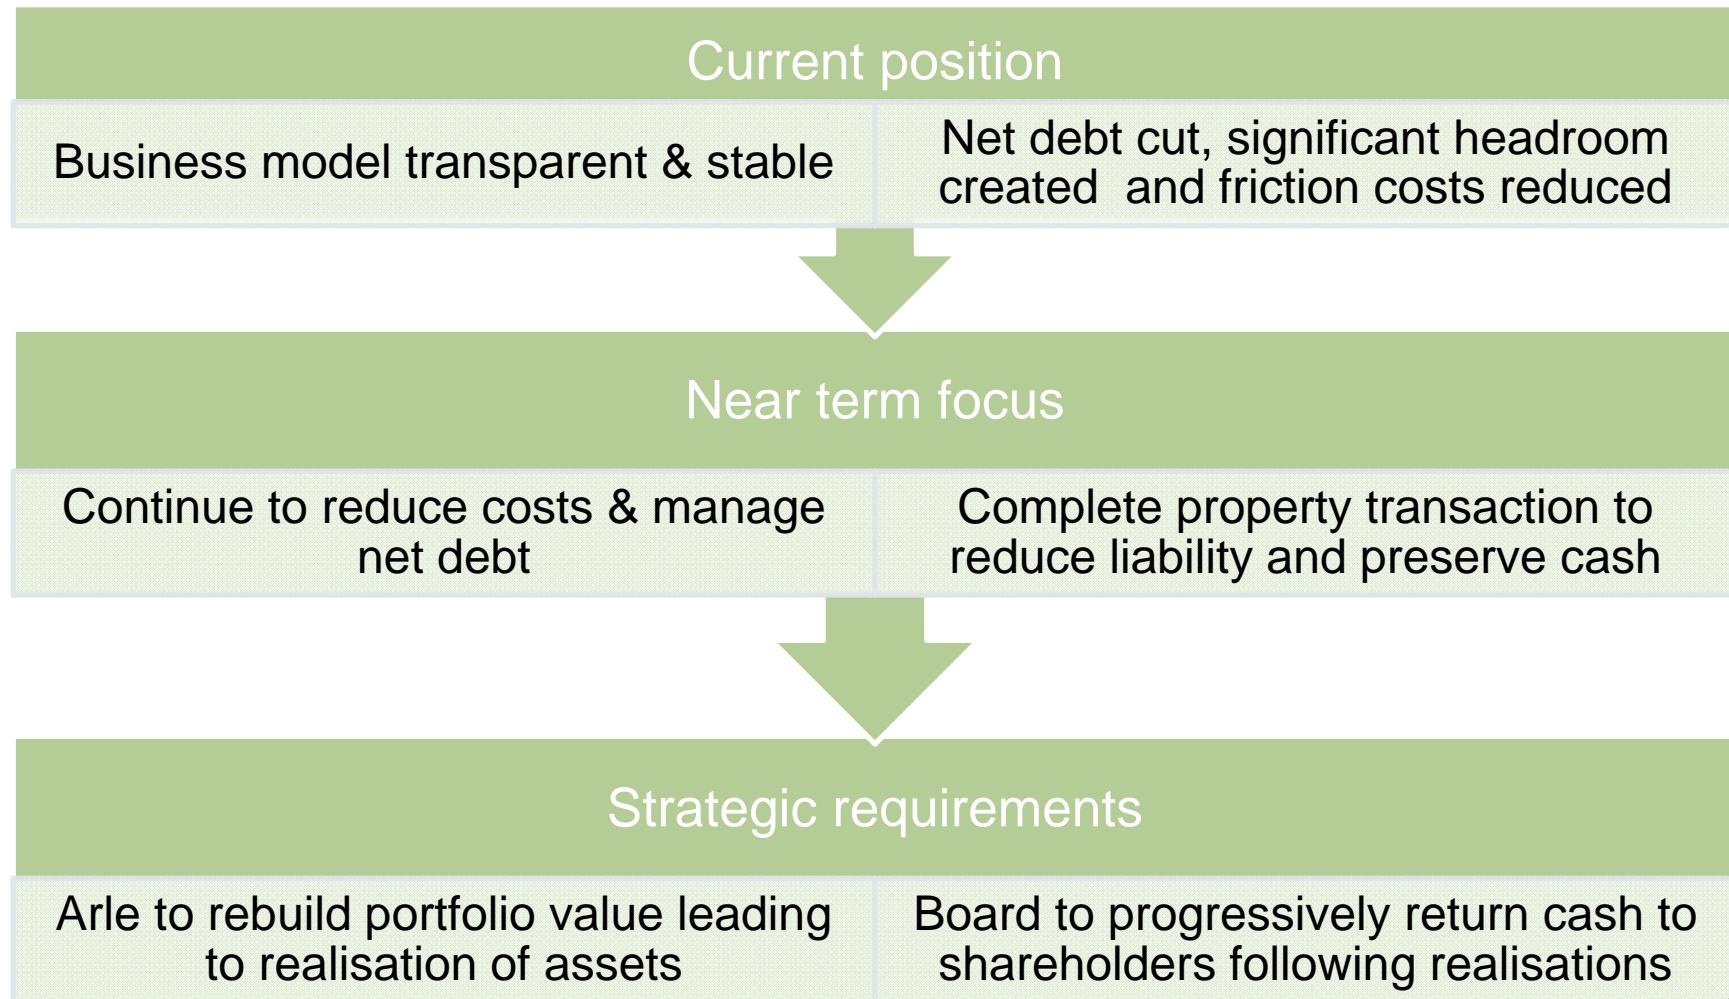 Current position
Business model transparent & stable
Net debt cut, significant headroom
created  and friction costs reduced
Near term focus
Continue to reduce costs & manage
net debt
Complete property transaction to
reduce liability and preserve cash
Strategic requirements
Arle to rebuild portfolio value leading
to realisation of assets
Board to progressively return cash to
shareholders following realisations